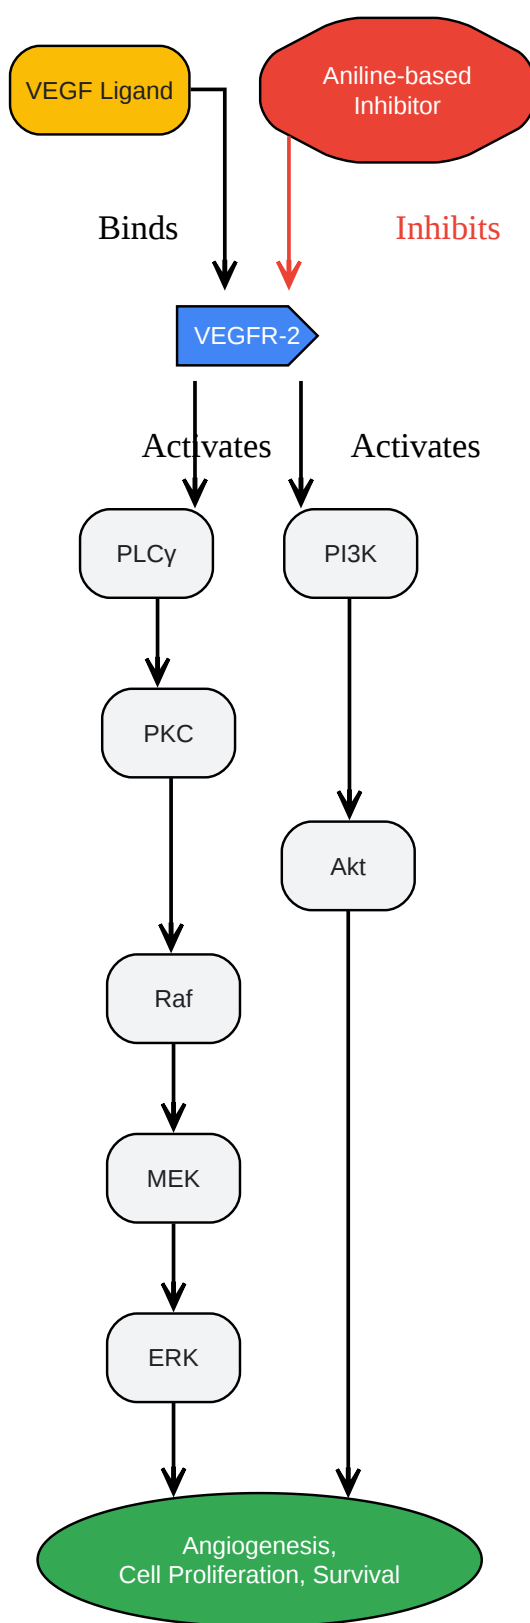 VEGF Ligand
Aniline-based
Inhibitor
Binds
Inhibits
VEGFR-2
Activates
Activates
PLCγ
PI3K
PKC
Akt
Raf
MEK
ERK
Angiogenesis,
Cell Proliferation, Survival